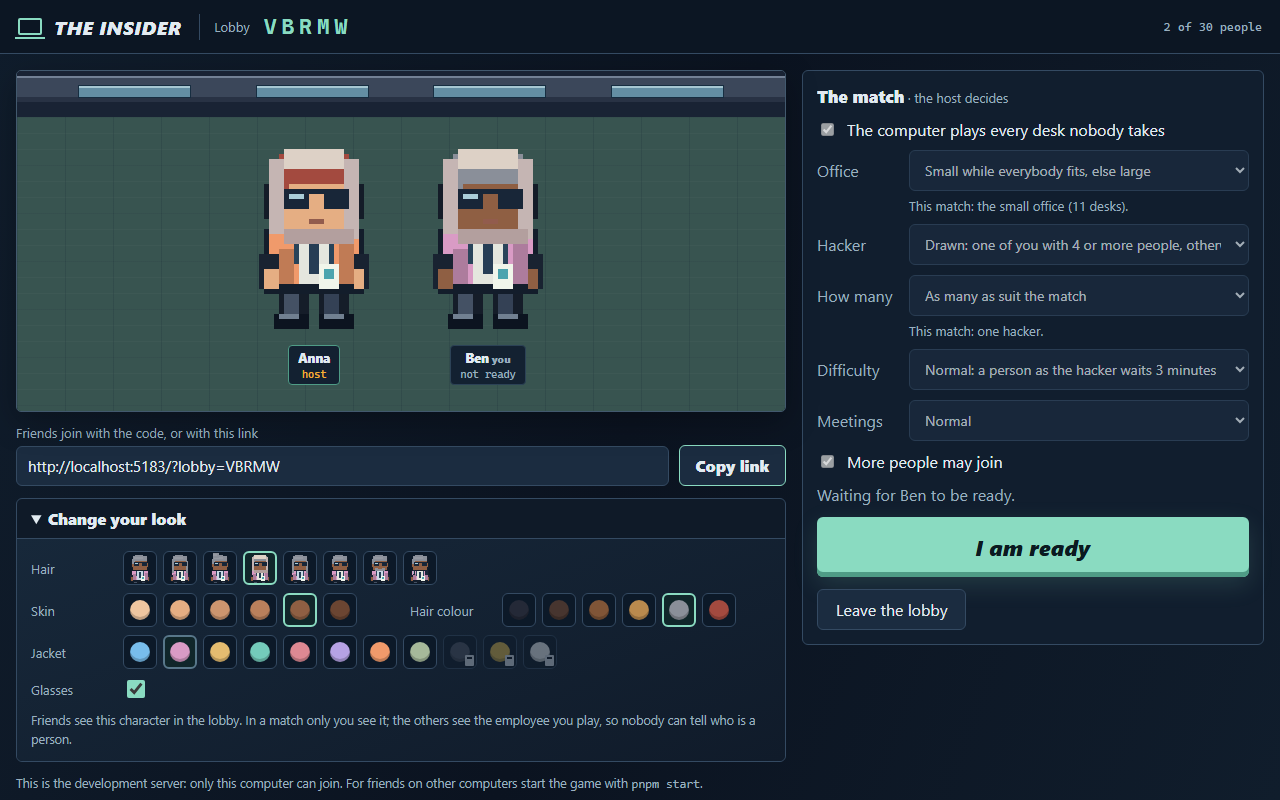 THE INSIDER
Lobby VBRMW
2 of 30 people
Anna
host
Ben you
not ready
Friends join with the code, or with this link
http://localhost:5183/?lobby=VBRMW
Copy link
▼ Change your look
Hair
Skin
Hair colour
Jacket
Glasses
Friends see this character in the lobby. In a match only you see it; the others see the employee you play, so nobody can tell who is a
person.
This is the development server: only this computer can join. For friends on other computers start the game with pnpm start.
The match · the host decides
The computer plays every desk nobody takes
Office
Small while everybody fits, else large
This match: the small office (11 desks).
Hacker
Drawn: one of you with 4 or more people, other
How many
As many as suit the match
This match: one hacker.
Difficulty
Normal: a person as the hacker waits 3 minutes
Meetings
Normal
More people may join
Waiting for Ben to be ready.
I am ready
Leave the lobby